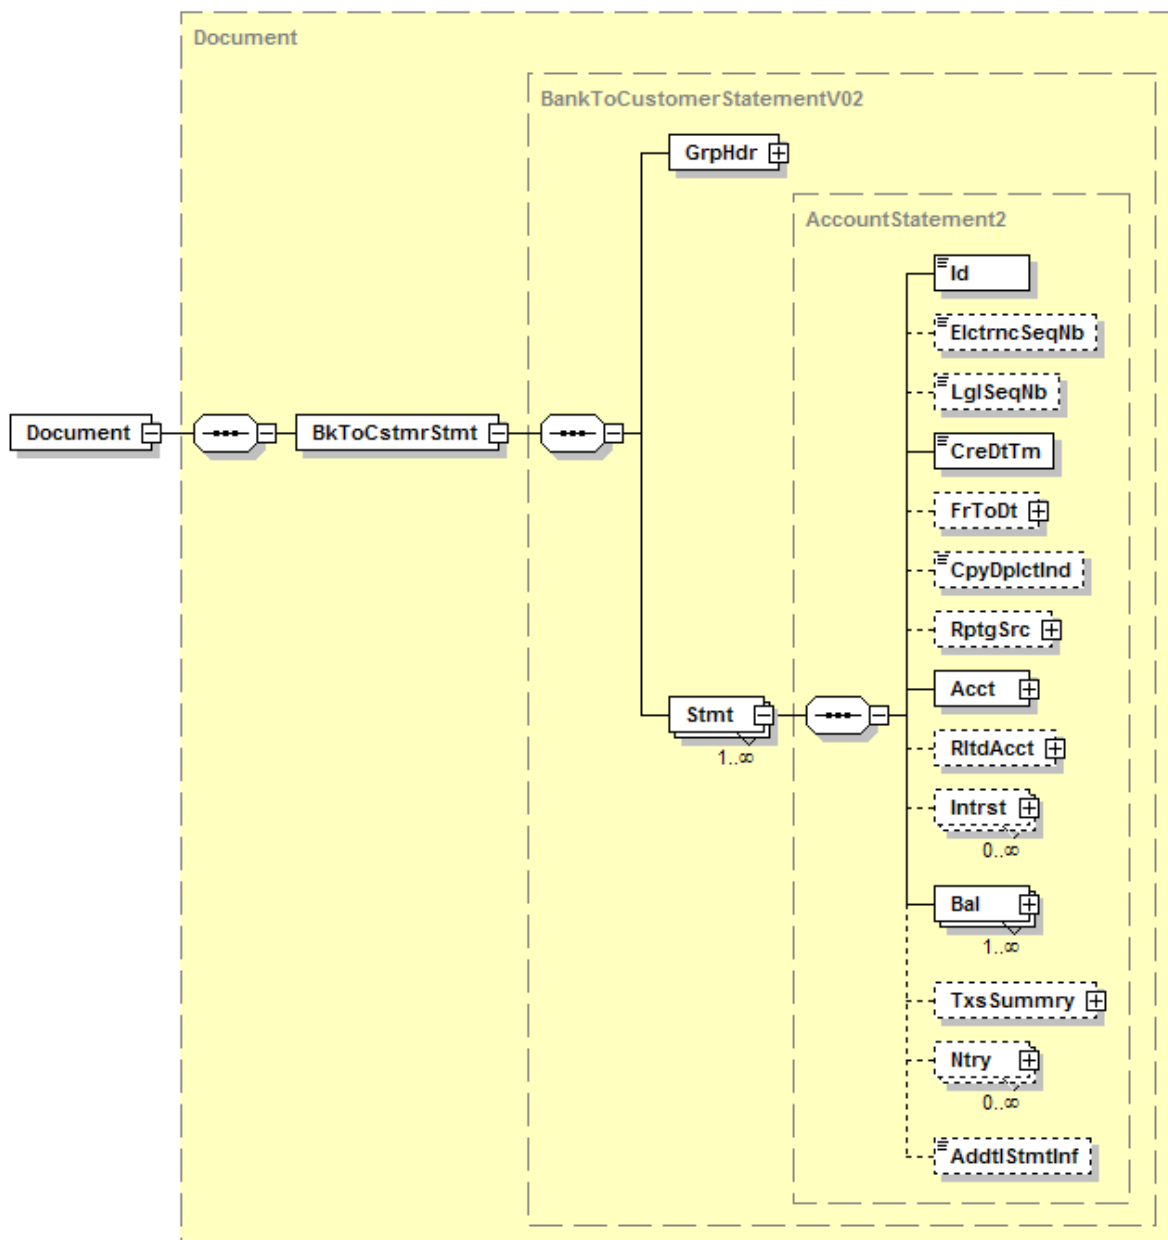 Document
BankToCustomerStatementV02
GrpHdr
AccountStatement2
Id
ElctrncSeqNb
LglSeqNb
Document
BkToCstmrStmt
CreDtTm
FrToDt
CpyDplctInd
RptgSrc
Acct
Stmt
1..∞
RltdAcct
Intrst
0..∞
Bal
1..∞
TxsSummry
Ntry
0..∞
AddtlStmtInf